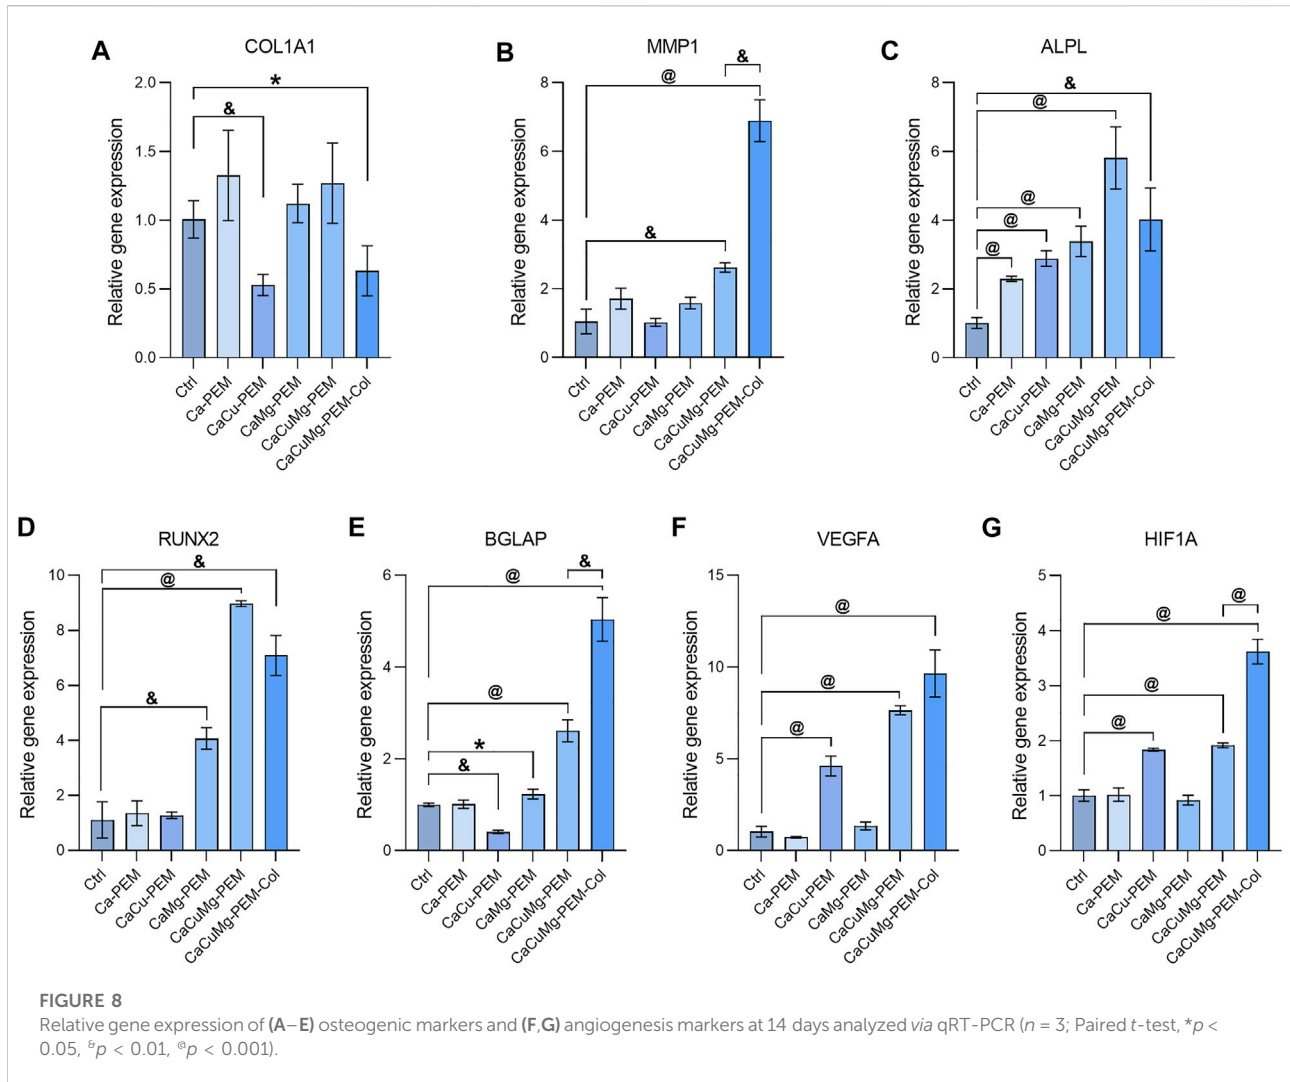 A
COL1A1
Relative gene expression
2.0
1.5
1.0
0.5
0.0
*
&
Ctrl
Ca-PEM
CaCu-PEM
CaMg-PEM
CaCuMg-PEM
CaCuMg-PEM-Col
B
MMP1
Relative gene expression
8
6
4
2
0
&
@
&
Ctrl
Ca-PEM
CaCu-PEM
CaMg-PEM
CaCuMg-PEM
CaCuMg-PEM-Col
C
ALPL
Relative gene expression
8
6
4
2
0
&
@
@
@
@
Ctrl
Ca-PEM
CaCu-PEM
CaMg-PEM
CaCuMg-PEM
CaCuMg-PEM-Col
D
RUNX2
Relative gene expression
10
8
6
4
2
0
&
@
&
Ctrl
Ca-PEM
CaCu-PEM
CaMg-PEM
CaCuMg-PEM
CaCuMg-PEM-Col
E
BGLAP
Relative gene expression
6
4
2
0
&
@
@
*
&
Ctrl
Ca-PEM
CaCu-PEM
CaMg-PEM
CaCuMg-PEM
CaCuMg-PEM-Col
F
VEGFA
Relative gene expression
15
10
5
0
@
@
@
Ctrl
Ca-PEM
CaCu-PEM
CaMg-PEM
CaCuMg-PEM
CaCuMg-PEM-Col
G
HIF1A
Relative gene expression
5
4
3
2
1
0
@
@
@
@
Ctrl
Ca-PEM
CaCu-PEM
CaMg-PEM
CaCuMg-PEM
CaCuMg-PEM-Col
FIGURE 8
Relative gene expression of (A–E) osteogenic markers and (F,G) angiogenesis markers at 14 days analyzed via qRT-PCR (n = 3; Paired t-test, *p <
0.05, &p < 0.01, @p < 0.001).